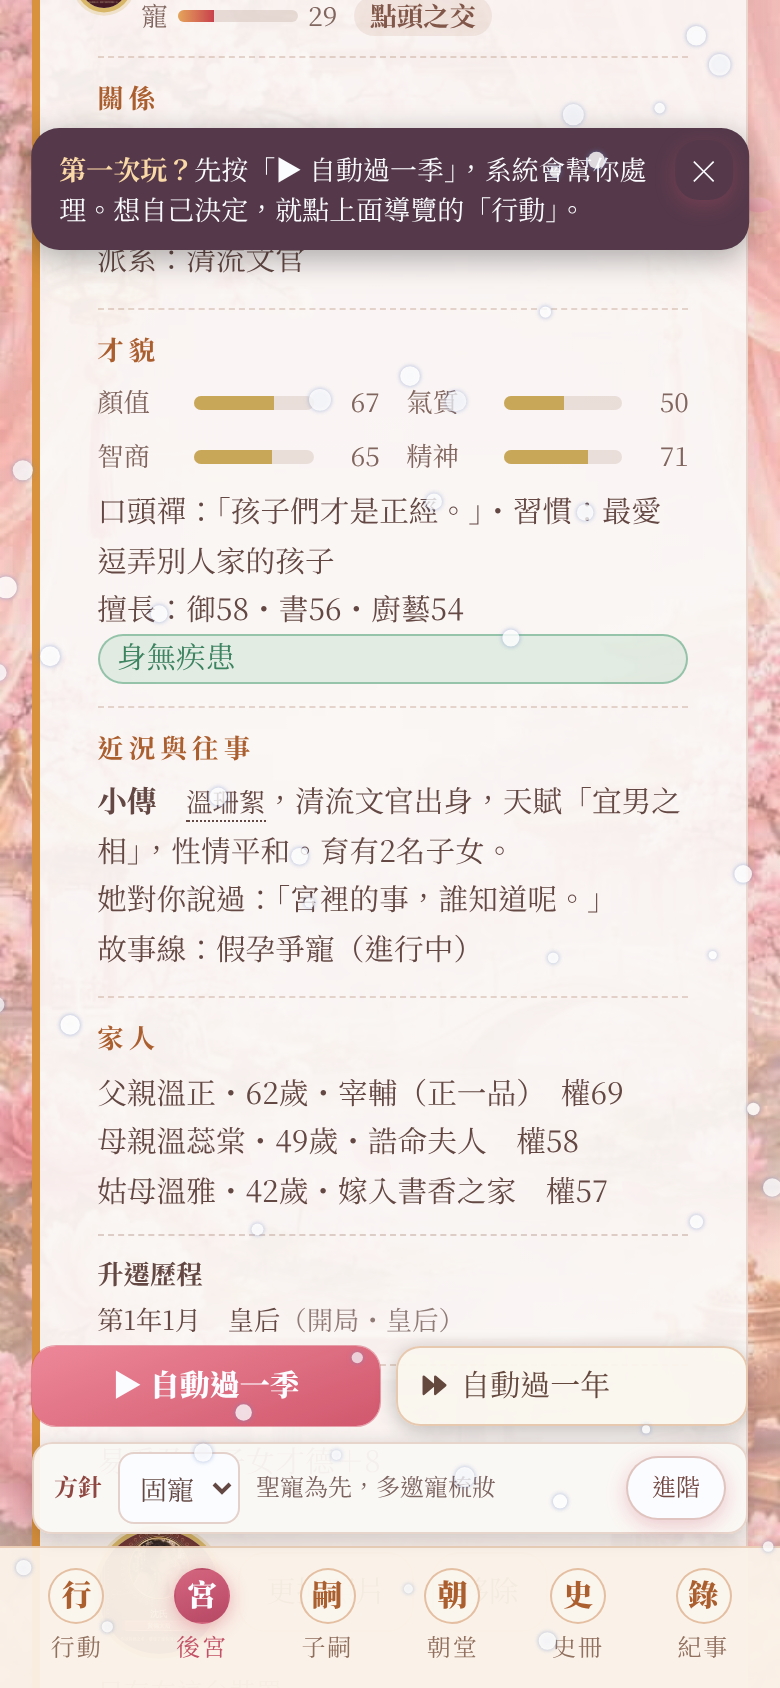 寵 29 點頭之交
關係
第一次玩？先按「▶ 自動過一季」，系統會幫你處
理。想自己決定，就點上面導覽的「行動」。
派系：清流文官
才貌
顏值 67 氣質 50
智商 65 精神 71
口頭禪：「孩子們才是正經。」・習慣：最愛
逗弄別人家的孩子
擅長：御58・書56・廚藝54
身無疾患
近況與往事
小傳 溫珊絮，清流文官出身，天賦「宜男之
相」，性情平和。育有2名子女。
她對你說過：「宮裡的事，誰知道呢。」
故事線：假孕爭寵（進行中）
家人
父親溫正・62歲・宰輔（正一品） 權69
母親溫蕊棠・49歲・誥命夫人 權58
姑母溫雅・42歲・嫁入書香之家 權57
升遷歷程
第1年1月 皇后（開局・皇后）
▶ 自動過一季 自動過一年
方針 固寵 聖寵為先，多邀寵梳妝 進階
行 宮 嗣 朝 史 錄
行動 後宮 子嗣 朝堂 史冊 紀事